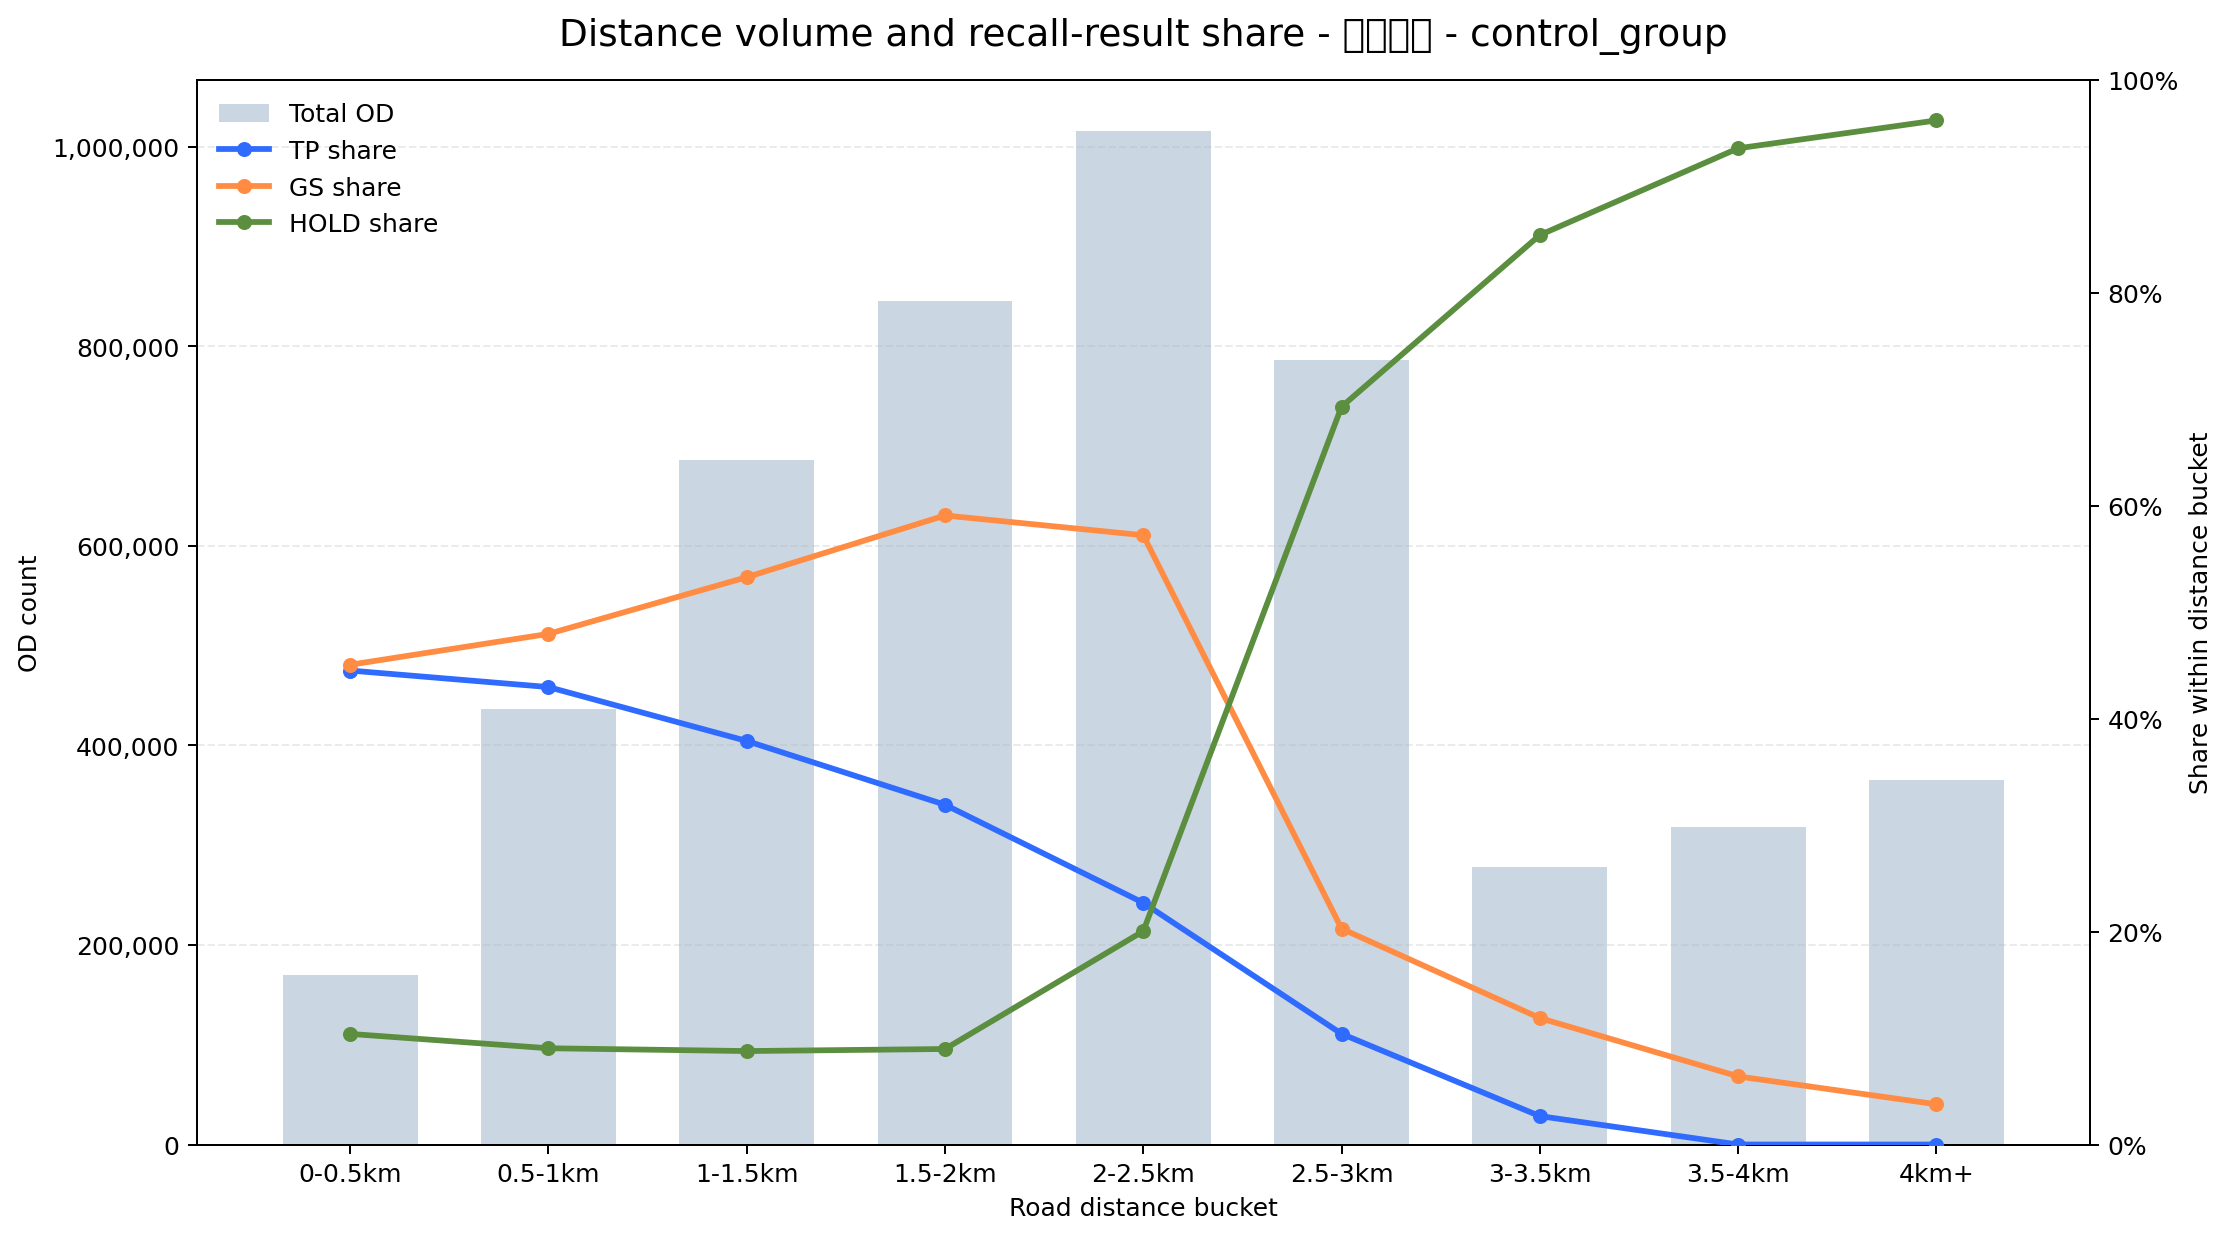 Distance volume and recall-result share - □□□□ - control_group
Total OD
TP share
GS share
HOLD share
1,000,000
800,000
600,000
400,000
200,000
0
OD count
100%
80%
60%
40%
20%
0%
Share within distance bucket
0-0.5km 0.5-1km 1-1.5km 1.5-2km 2-2.5km 2.5-3km 3-3.5km 3.5-4km 4km+
Road distance bucket